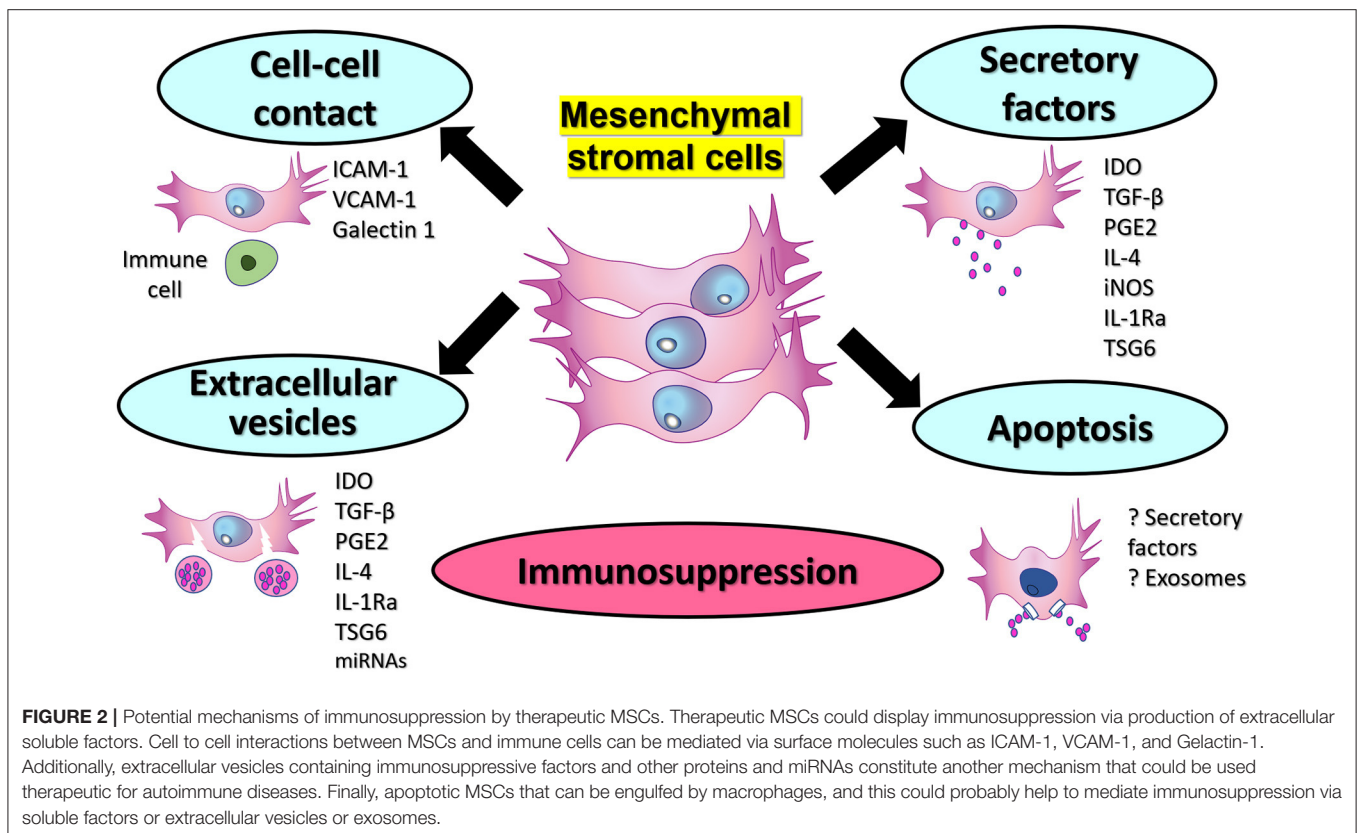 Cell-cell
contact
ICAM-1
VCAM-1
Galectin 1
Immune
cell
Mesenchymal
stromal cells
Secretory
factors
IDO
TGF-β
PGE2
IL-4
iNOS
IL-1Ra
TSG6
Extracellular
vesicles
IDO
TGF-β
PGE2
IL-4
IL-1Ra
TSG6
miRNAs
Apoptosis
? Secretory
factors
? Exosomes
Immunosuppression
FIGURE 2 | Potential mechanisms of immunosuppression by therapeutic MSCs. Therapeutic MSCs could display immunosuppression via production of extracellular
soluble factors. Cell to cell interactions between MSCs and immune cells can be mediated via surface molecules such as ICAM-1, VCAM-1, and Gelactin-1.
Additionally, extracellular vesicles containing immunosuppressive factors and other proteins and miRNAs constitute another mechanism that could be used
therapeutic for autoimmune diseases. Finally, apoptotic MSCs that can be engulfed by macrophages, and this could probably help to mediate immunosuppression via
soluble factors or extracellular vesicles or exosomes.